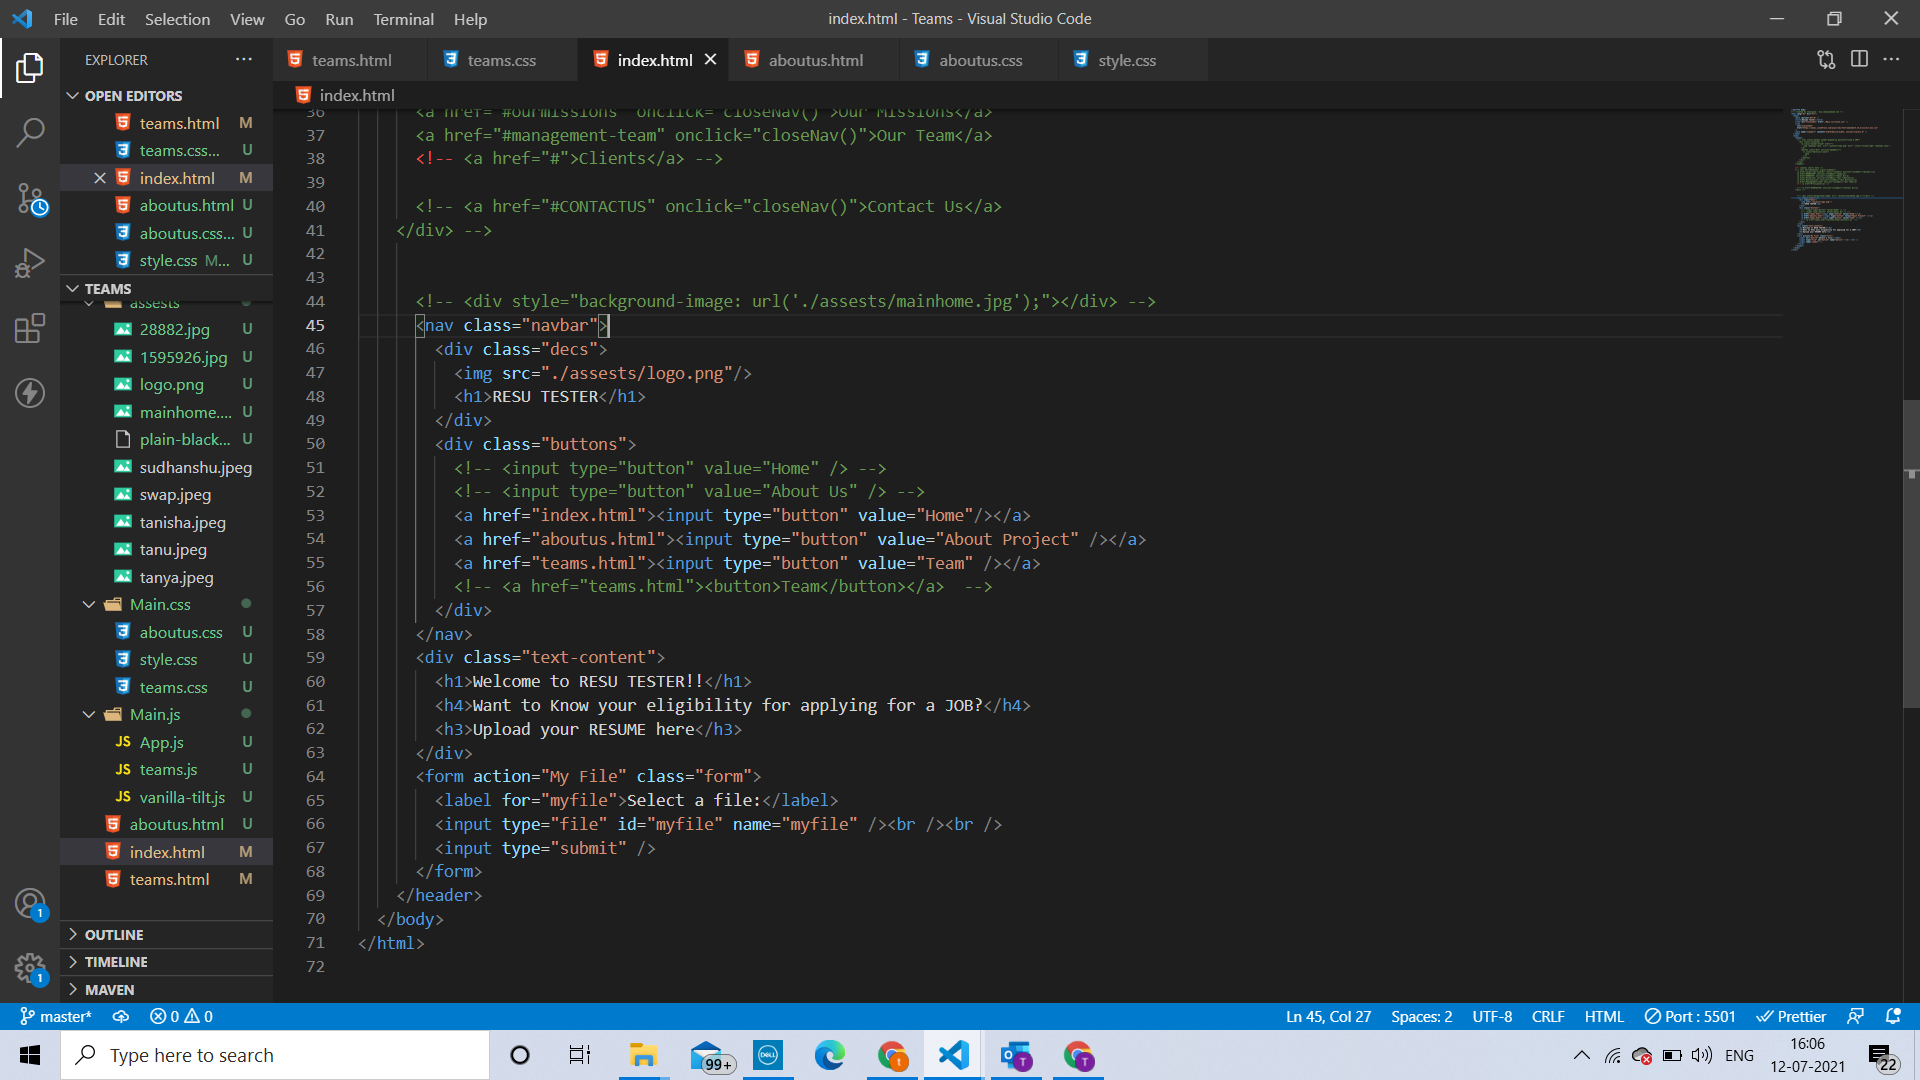 File Edit Selection View Go Run Terminal Help
index.html - Teams - Visual Studio Code
EXPLORER
teams.html
teams.css
index.html
aboutus.html
aboutus.css
style.css
index.html
OPEN EDITORS
teams.html M
teams.css... U
index.html M
aboutus.html U
aboutus.css... U
style.css M... U
TEAMS
assests
28882.jpg U
1595926.jpg U
logo.png U
mainhome.... U
plain-black... U
sudhanshu.jpeg
swap.jpeg
tanisha.jpeg
tanu.jpeg
tanya.jpeg
Main.css
aboutus.css U
style.css U
teams.css U
Main.js
JS App.js U
JS teams.js U
JS vanilla-tilt.js U
aboutus.html U
index.html M
teams.html M
OUTLINE
TIMELINE
MAVEN
36 <a href="#ourmissions" onclick="closeNav()">Our Missions</a>
37 <a href="#management-team" onclick="closeNav()">Our Team</a>
38 <!-- <a href="#">Clients</a> -->
39
40 <!-- <a href="#CONTACTUS" onclick="closeNav()">Contact Us</a>
41 </div> -->
42
43
44 <!-- <div style="background-image: url('./assests/mainhome.jpg');"></div> -->
45 <nav class="navbar">
46 <div class="decs">
47 <img src="./assests/logo.png"/>
48 <h1>RESU TESTER</h1>
49 </div>
50 <div class="buttons">
51 <!-- <input type="button" value="Home" /> -->
52 <!-- <input type="button" value="About Us" /> -->
53 <a href="index.html"><input type="button" value="Home"/></a>
54 <a href="aboutus.html"><input type="button" value="About Project" /></a>
55 <a href="teams.html"><input type="button" value="Team" /></a>
56 <!-- <a href="teams.html"><button>Team</button></a>  -->
57 </div>
58 </nav>
59 <div class="text-content">
60 <h1>Welcome to RESU TESTER!!</h1>
61 <h4>Want to Know your eligibility for applying for a JOB?</h4>
62 <h3>Upload your RESUME here</h3>
63 </div>
64 <form action="My File" class="form">
65 <label for="myfile">Select a file:</label>
66 <input type="file" id="myfile" name="myfile" /><br /><br />
67 <input type="submit" />
68 </form>
69 </header>
70 </body>
71 </html>
72
1
1
master* 0 0
Ln 45, Col 27 Spaces: 2 UTF-8 CRLF HTML Port : 5501 Prettier
Type here to search
99+
DELL
t
T
T
ENG
16:06
12-07-2021
22